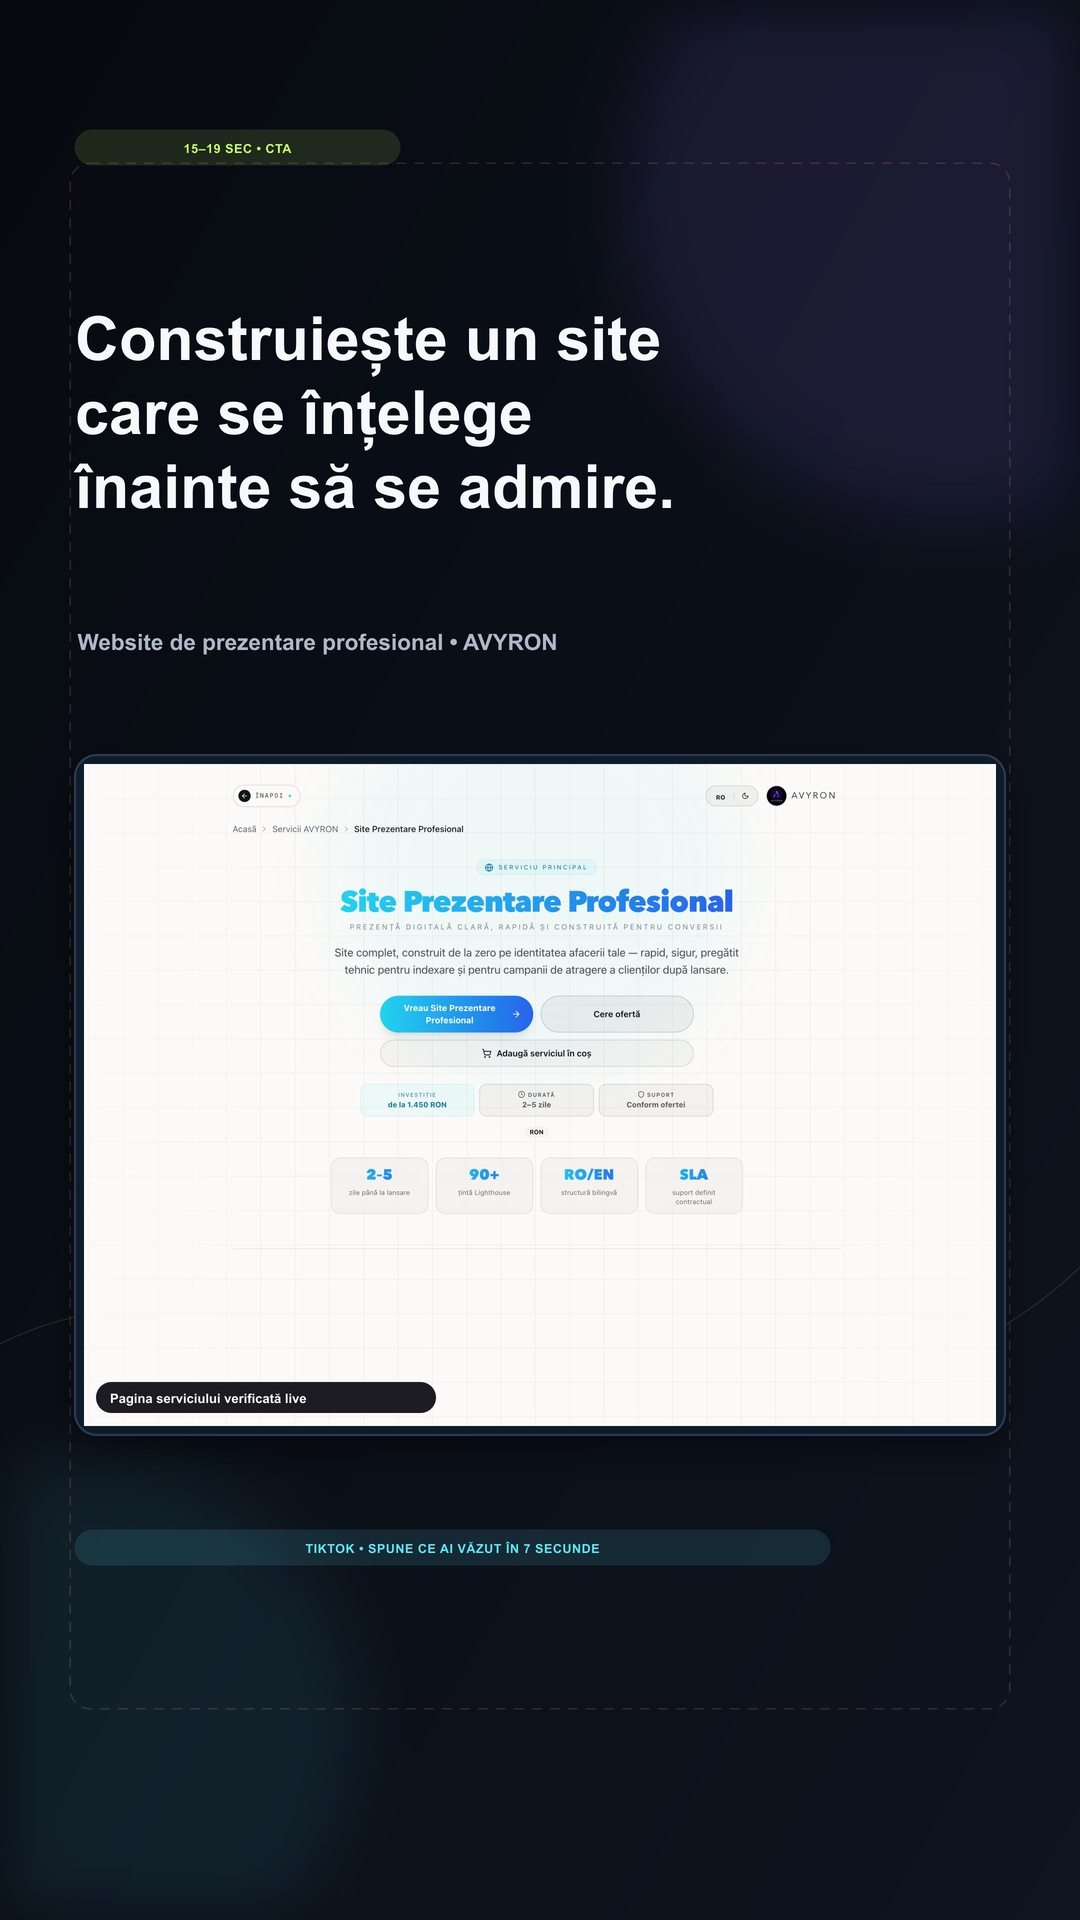 15–19 SEC • CTA
Construiește un site
care se înțelege
înainte să se admire.
Website de prezentare profesional • AVYRON
ÎNAPOI
RO
AVYRON
Acasă > Servicii AVYRON > Site Prezentare Profesional
SERVICIU PRINCIPAL
Site Prezentare Profesional
PREZENȚĂ DIGITALĂ CLARĂ, RAPIDĂ ȘI CONSTRUITĂ PENTRU CONVERSII
Site complet, construit de la zero pe identitatea afacerii tale — rapid, sigur, pregătit
tehnic pentru indexare și pentru campanii de atragere a clienților după lansare.
Vreau Site Prezentare
Profesional
Cere ofertă
Adaugă serviciul în coș
INVESTIȚIE
de la 1.450 RON
DURATĂ
2–5 zile
SUPORT
Conform ofertei
RON
2–5
zile până la lansare
90+
țintă Lighthouse
RO/EN
structură bilingvă
SLA
suport definit
contractual
Pagina serviciului verificată live
TIKTOK • SPUNE CE AI VĂZUT ÎN 7 SECUNDE